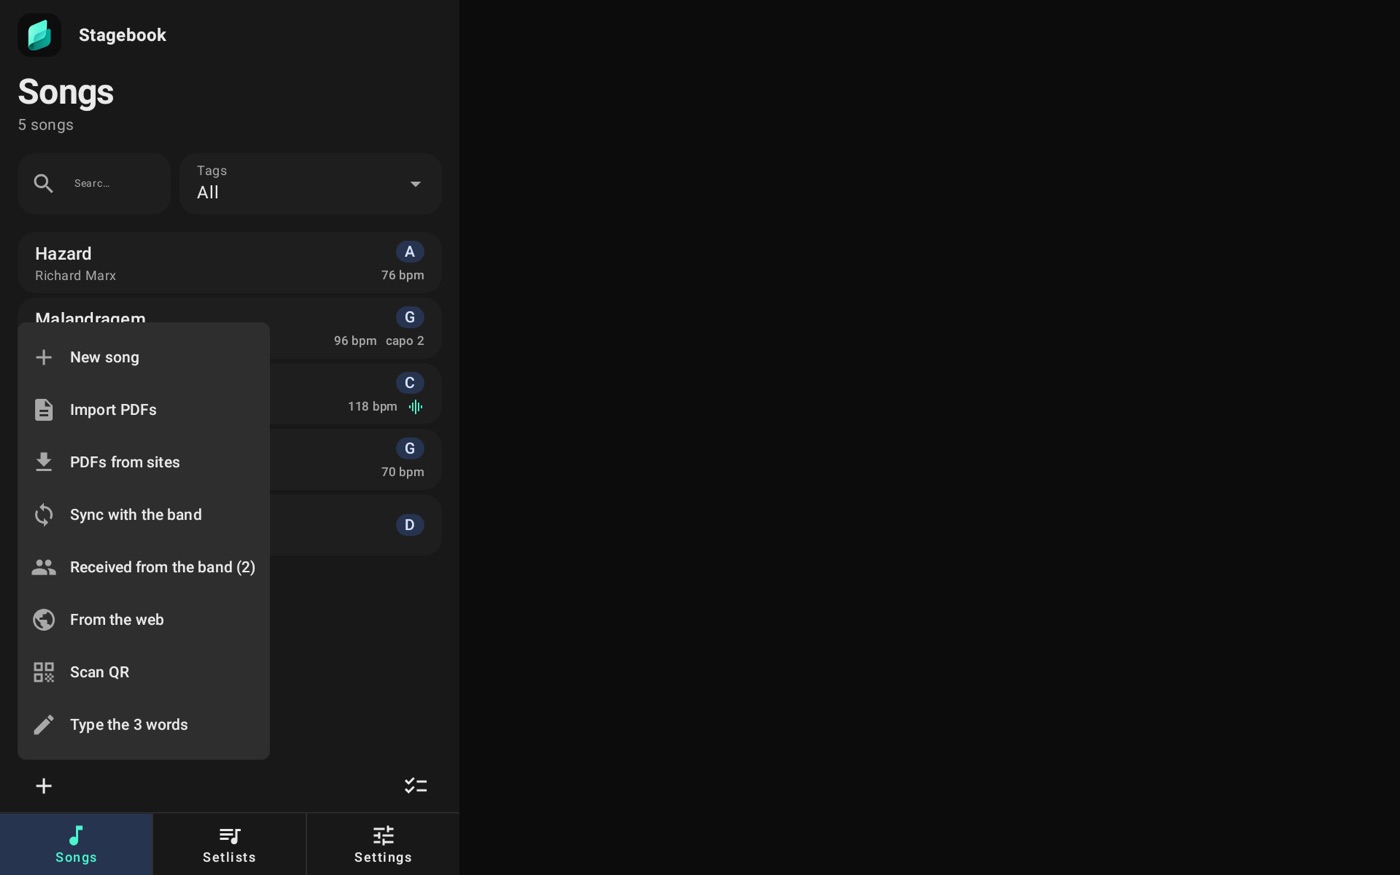 Stagebook
Songs
5 songs
Searc…
Tags
All
Hazard
A
Richard Marx
76 bpm
Malandragem
G
96 bpm capo 2
C
118 bpm
G
70 bpm
D
New song
Import PDFs
PDFs from sites
Sync with the band
Received from the band (2)
From the web
Scan QR
Type the 3 words
Songs
Setlists
Settings